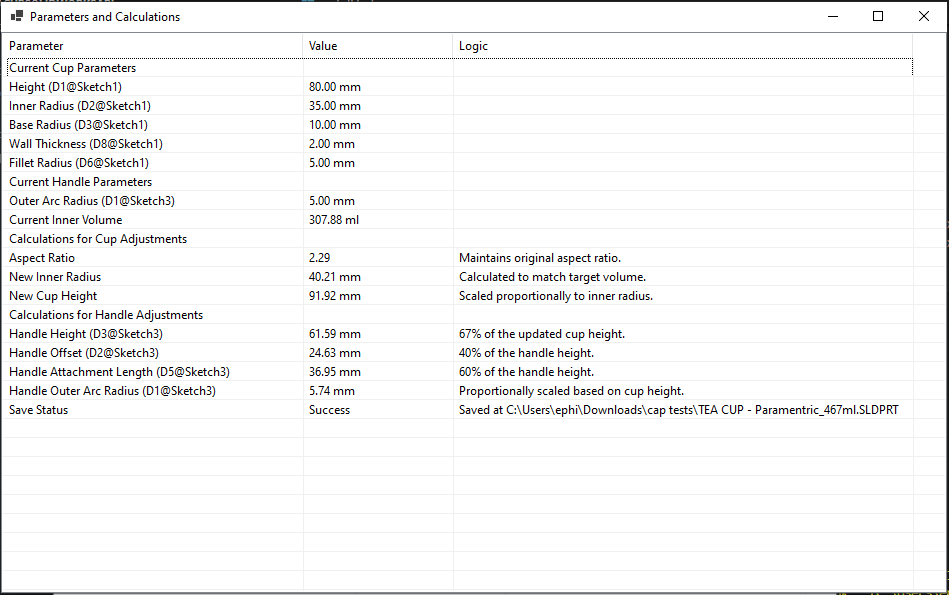 Parameters and Calculations
Parameter Value Logic
Current Cup Parameters
Height (D1@Sketch1) 80.00 mm
Inner Radius (D2@Sketch1) 35.00 mm
Base Radius (D3@Sketch1) 10.00 mm
Wall Thickness (D8@Sketch1) 2.00 mm
Fillet Radius (D6@Sketch1) 5.00 mm
Current Handle Parameters
Outer Arc Radius (D1@Sketch3) 5.00 mm
Current Inner Volume 307.88 ml
Calculations for Cup Adjustments
Aspect Ratio 2.29 Maintains original aspect ratio.
New Inner Radius 40.21 mm Calculated to match target volume.
New Cup Height 91.92 mm Scaled proportionally to inner radius.
Calculations for Handle Adjustments
Handle Height (D3@Sketch3) 61.59 mm 67% of the updated cup height.
Handle Offset (D2@Sketch3) 24.63 mm 40% of the handle height.
Handle Attachment Length (D5@Sketch3) 36.95 mm 60% of the handle height.
Handle Outer Arc Radius (D1@Sketch3) 5.74 mm Proportionally scaled based on cup height.
Save Status Success Saved at C:\Users\ephi\Downloads\cap tests\TEA CUP - Paramentric_467ml.SLDPRT